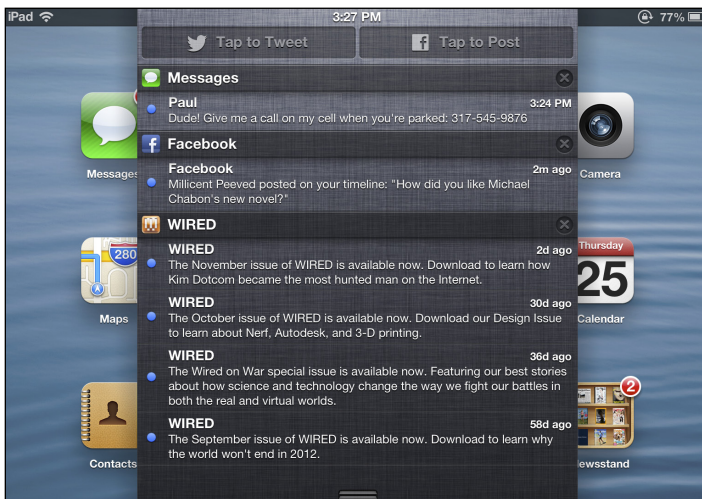 iPad 3:27 PM 77%
Tap to Tweet Tap to Post
Messages
Paul 3:24 PM
Dude! Give me a call on my cell when you're parked: 317-545-9876
Facebook
Facebook 2m ago
Millicent Peeved posted on your timeline: "How did you like Michael
Chabon's new novel?"
WIRED
WIRED 2d ago
The November issue of WIRED is available now. Download to learn how
Kim Dotcom became the most hunted man on the Internet.
WIRED 30d ago
The October issue of WIRED is available now. Download our Design Issue
to learn about Nerf, Autodesk, and 3-D printing.
WIRED 36d ago
The Wired on War special issue is available now. Featuring our best stories
about how science and technology change the way we fight our battles in
both the real and virtual worlds.
WIRED 58d ago
The September issue of WIRED is available now. Download to learn why
the world won't end in 2012.
Messages
Camera
280
Maps
Thursday
25
Calendar
Contacts
2
ewsstand